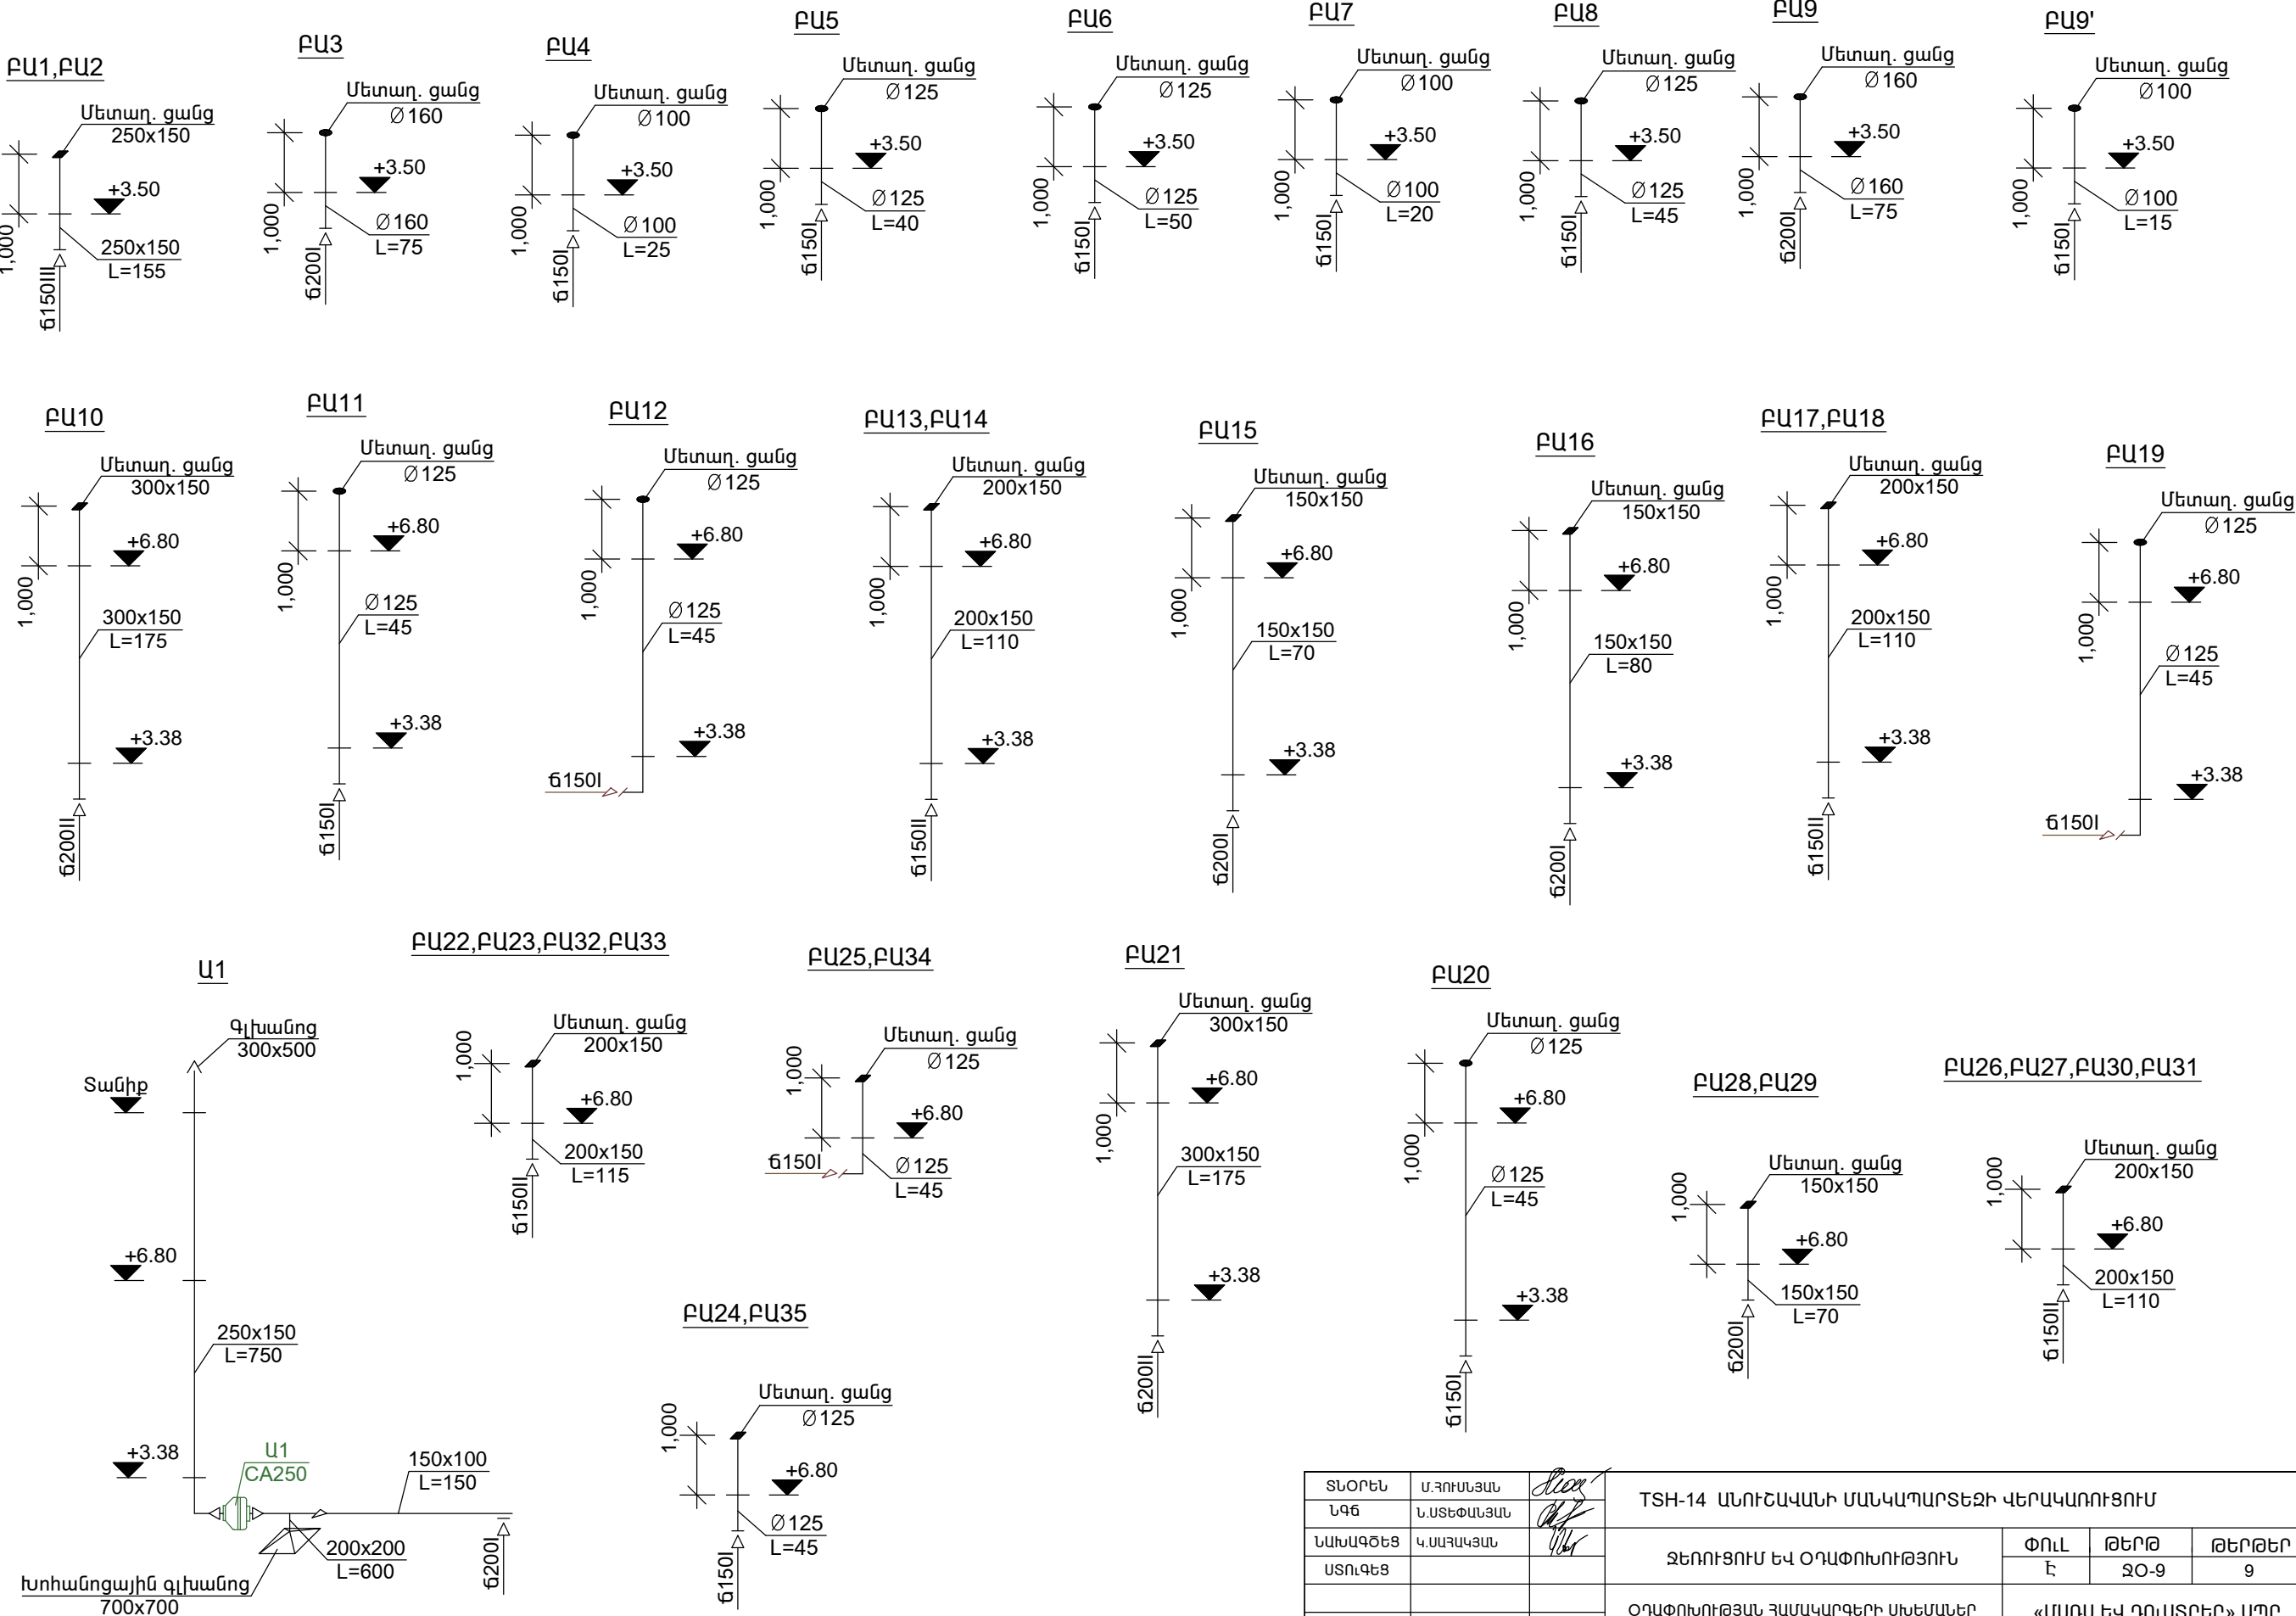 ԲԱ1,ԲԱ2
Մետաղ. ցանց
250x150
+3.50
1,000
250x150
L=155
ճ150III
ԲԱ3
Մետաղ. ցանց
Ø160
+3.50
1,000
Ø160
L=75
ճ200I
ԲԱ4
Մետաղ. ցանց
Ø100
+3.50
1,000
Ø100
L=25
ճ150I
ԲԱ5
Մետաղ. ցանց
Ø125
+3.50
1,000
Ø125
L=40
ճ150I
ԲԱ6
Մետաղ. ցանց
Ø125
+3.50
1,000
Ø125
L=50
ճ150I
ԲԱ7
Մետաղ. ցանց
Ø100
+3.50
1,000
Ø100
L=20
ճ150I
ԲԱ8
Մետաղ. ցանց
Ø125
+3.50
1,000
Ø125
L=45
ճ150I
ԲԱ9
Մետաղ. ցանց
Ø160
+3.50
1,000
Ø160
L=75
ճ200I
ԲԱ9'
Մետաղ. ցանց
Ø100
+3.50
1,000
Ø100
L=15
ճ150I
ԲԱ10
Մետաղ. ցանց
300x150
+6.80
1,000
300x150
L=175
+3.38
ճ200II
ԲԱ11
Մետաղ. ցանց
Ø125
+6.80
1,000
Ø125
L=45
+3.38
ճ150I
ԲԱ12
Մետաղ. ցանց
Ø125
+6.80
1,000
Ø125
L=45
+3.38
ճ150I
ԲԱ13,ԲԱ14
Մետաղ. ցանց
200x150
+6.80
1,000
200x150
L=110
+3.38
ճ150II
ԲԱ15
Մետաղ. ցանց
150x150
+6.80
1,000
150x150
L=70
+3.38
ճ200I
ԲԱ16
Մետաղ. ցանց
150x150
+6.80
1,000
150x150
L=80
+3.38
ճ200I
ԲԱ17,ԲԱ18
Մետաղ. ցանց
200x150
+6.80
1,000
200x150
L=110
+3.38
ճ150II
ԲԱ19
Մետաղ. ցանց
Ø125
+6.80
1,000
Ø125
L=45
+3.38
ճ150I
Ա1
Գլխանոց
300x500
Տանիք
+6.80
250x150
L=750
+3.38
Ա1
CA250
150x100
L=150
200x200
L=600
Խոհանոցային գլխանոց
700x700
ճ200I
ԲԱ22,ԲԱ23,ԲԱ32,ԲԱ33
Մետաղ. ցանց
200x150
1,000
+6.80
200x150
L=115
ճ150II
ԲԱ25,ԲԱ34
Մետաղ. ցանց
Ø125
1,000
+6.80
ճ150I
Ø125
L=45
ԲԱ21
Մետաղ. ցանց
300x150
+6.80
1,000
300x150
L=175
+3.38
ճ200II
ԲԱ20
Մետաղ. ցանց
Ø125
+6.80
1,000
Ø125
L=45
+3.38
ճ150I
ԲԱ28,ԲԱ29
Մետաղ. ցանց
150x150
1,000
+6.80
150x150
L=70
ճ200I
ԲԱ26,ԲԱ27,ԲԱ30,ԲԱ31
Մետաղ. ցանց
200x150
1,000
+6.80
200x150
L=110
ճ150II
ԲԱ24,ԲԱ35
Մետաղ. ցանց
Ø125
1,000
+6.80
Ø125
L=45
ճ150I
ՏՆՕՐԵՆ Մ.ՀՈՒՍՆՅԱՆ
ՆԳՃ Ն.ՍՏԵՓԱՆՅԱՆ
ՆԱԽԱԳԾԵՑ Կ.ՍԱՀԱԿՅԱՆ
ՍՏՈւԳԵՑ
TSH-14 ԱՆՈՒՇԱՎԱՆԻ ՄԱՆԿԱՊԱՐՏԵԶԻ ՎԵՐԱԿԱՌՈՒՑՈՒՄ
ՋԵՌՈՒՑՈՒՄ ԵՎ ՕԴԱՓՈԽՈՒԹՅՈՒՆ
ՓՈւԼ ԹԵՐԹ ԹԵՐԹԵՐ
Է ՋՕ-9 9
ՕԴԱՓՈԽՈՒԹՅԱՆ ՀԱՄԱԿԱՐԳԵՐԻ ՍԽԵՄԱՆԵՐ
ԵՎ ԴՈւՍՏՐԵՐ» ՍՊԸ